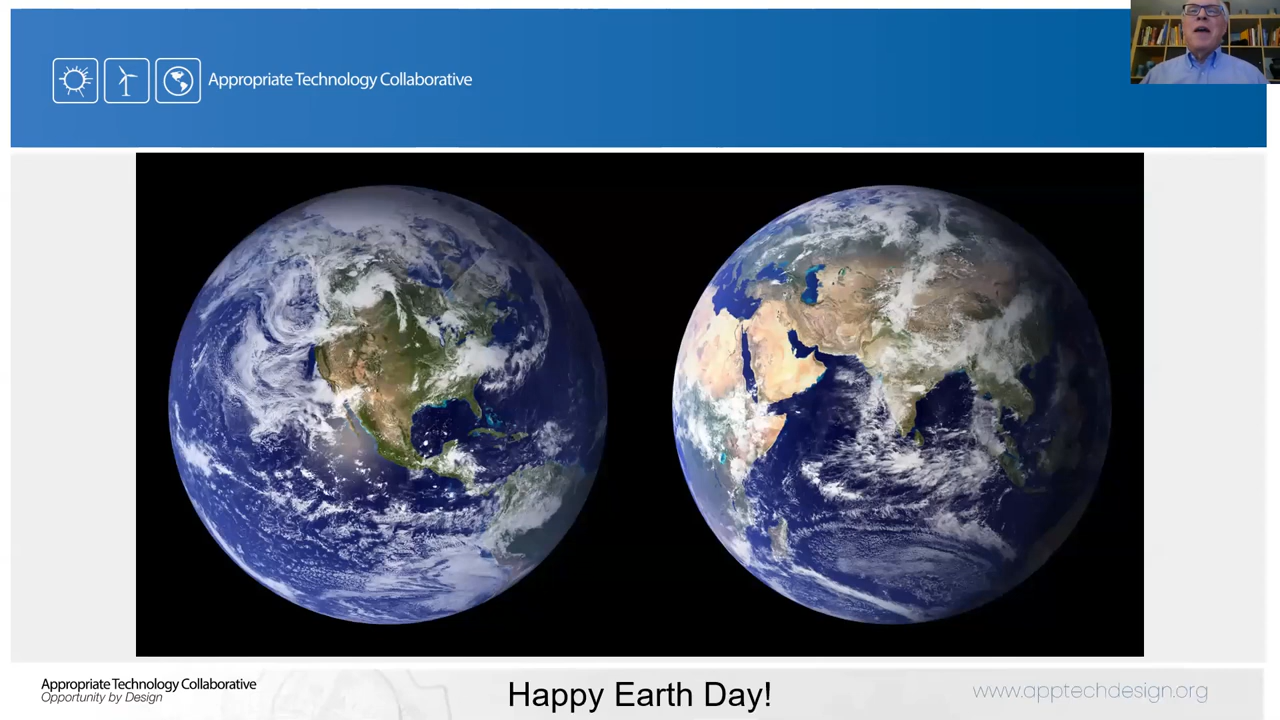 Appropriate Technology Collaborative
Appropriate Technology Collaborative
Opportunity by Design
Happy Earth Day!
www.apptechdesign.org